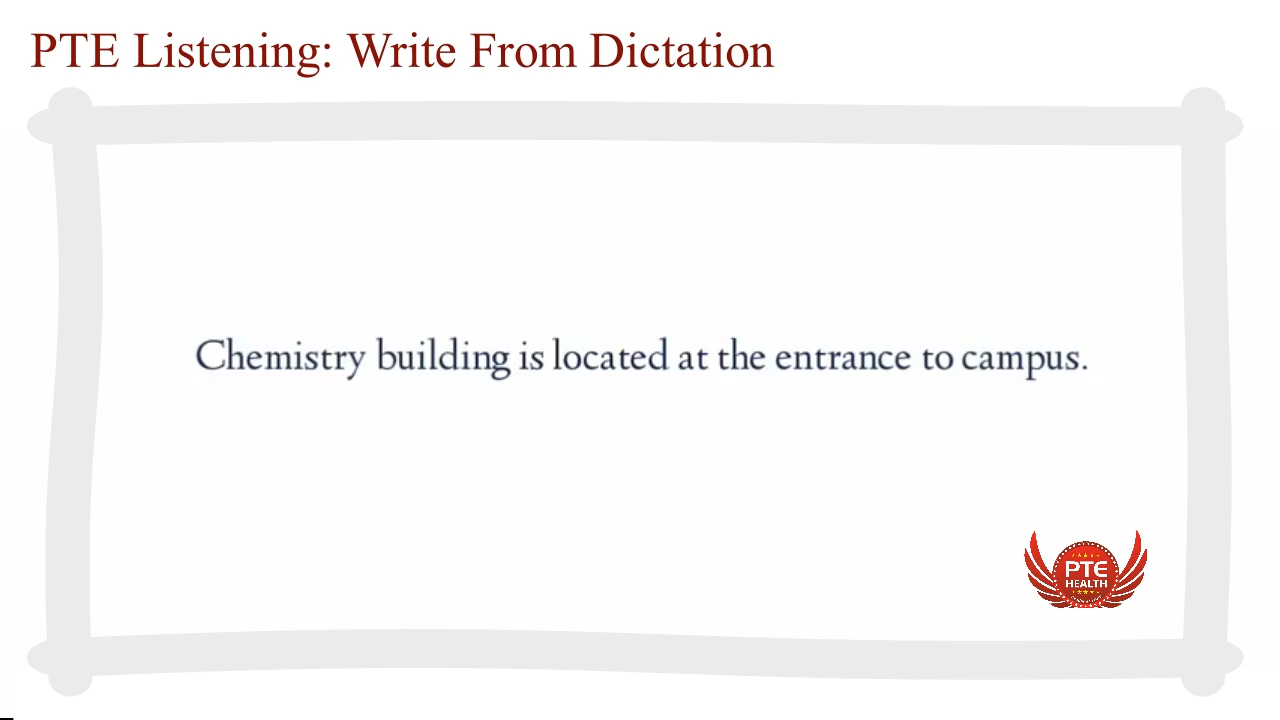 PTE Listening: Write From Dictation
Chemistry building is located at the entrance to campus.
PTE
HEALTH